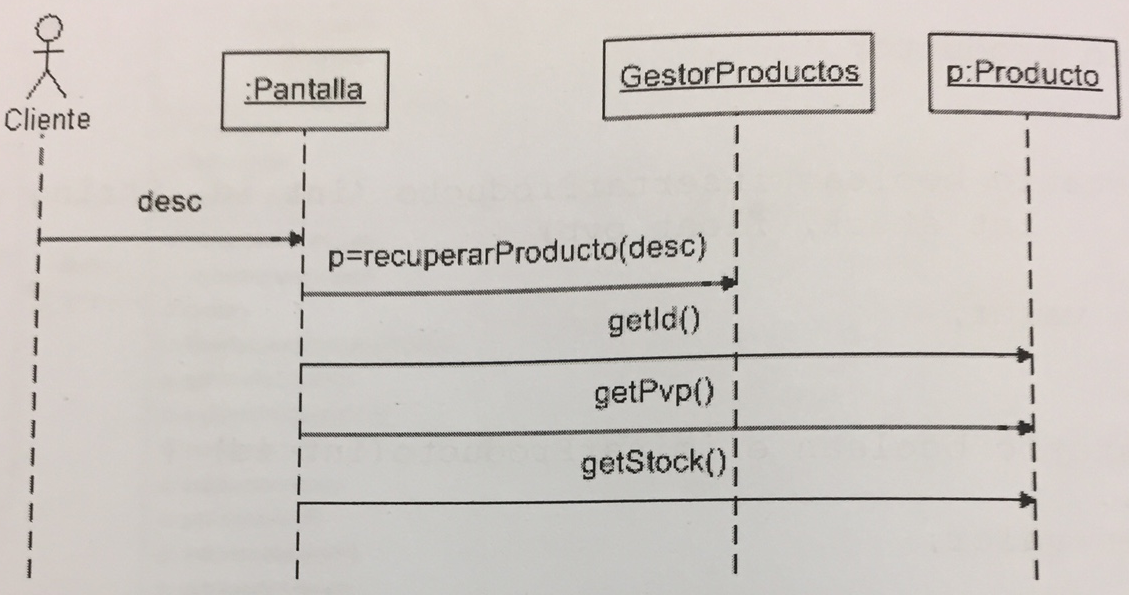 :Pantalla
GestorProductos
p:Producto
Cliente
desc
p=recuperarProducto(desc)
getId()
getPvp()
getStock()